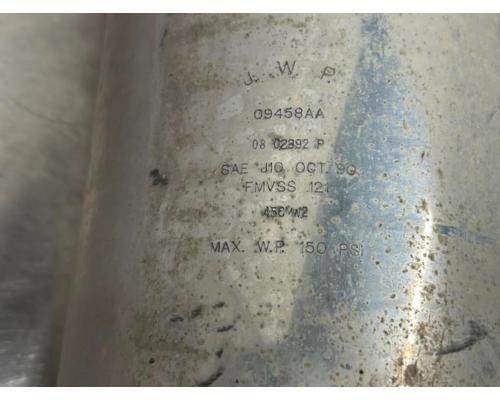 J. W. P
09458AA
08 02892 P
SAE J10 OCT. 90
FMVSS 121
MAX. W.P. 150 PSI